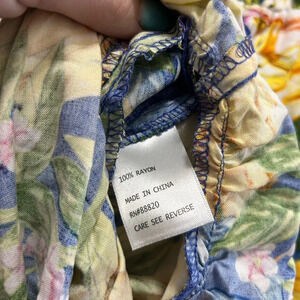 100% RAYON
MADE IN CHINA
RN#88820
CARE SEE REVERSE